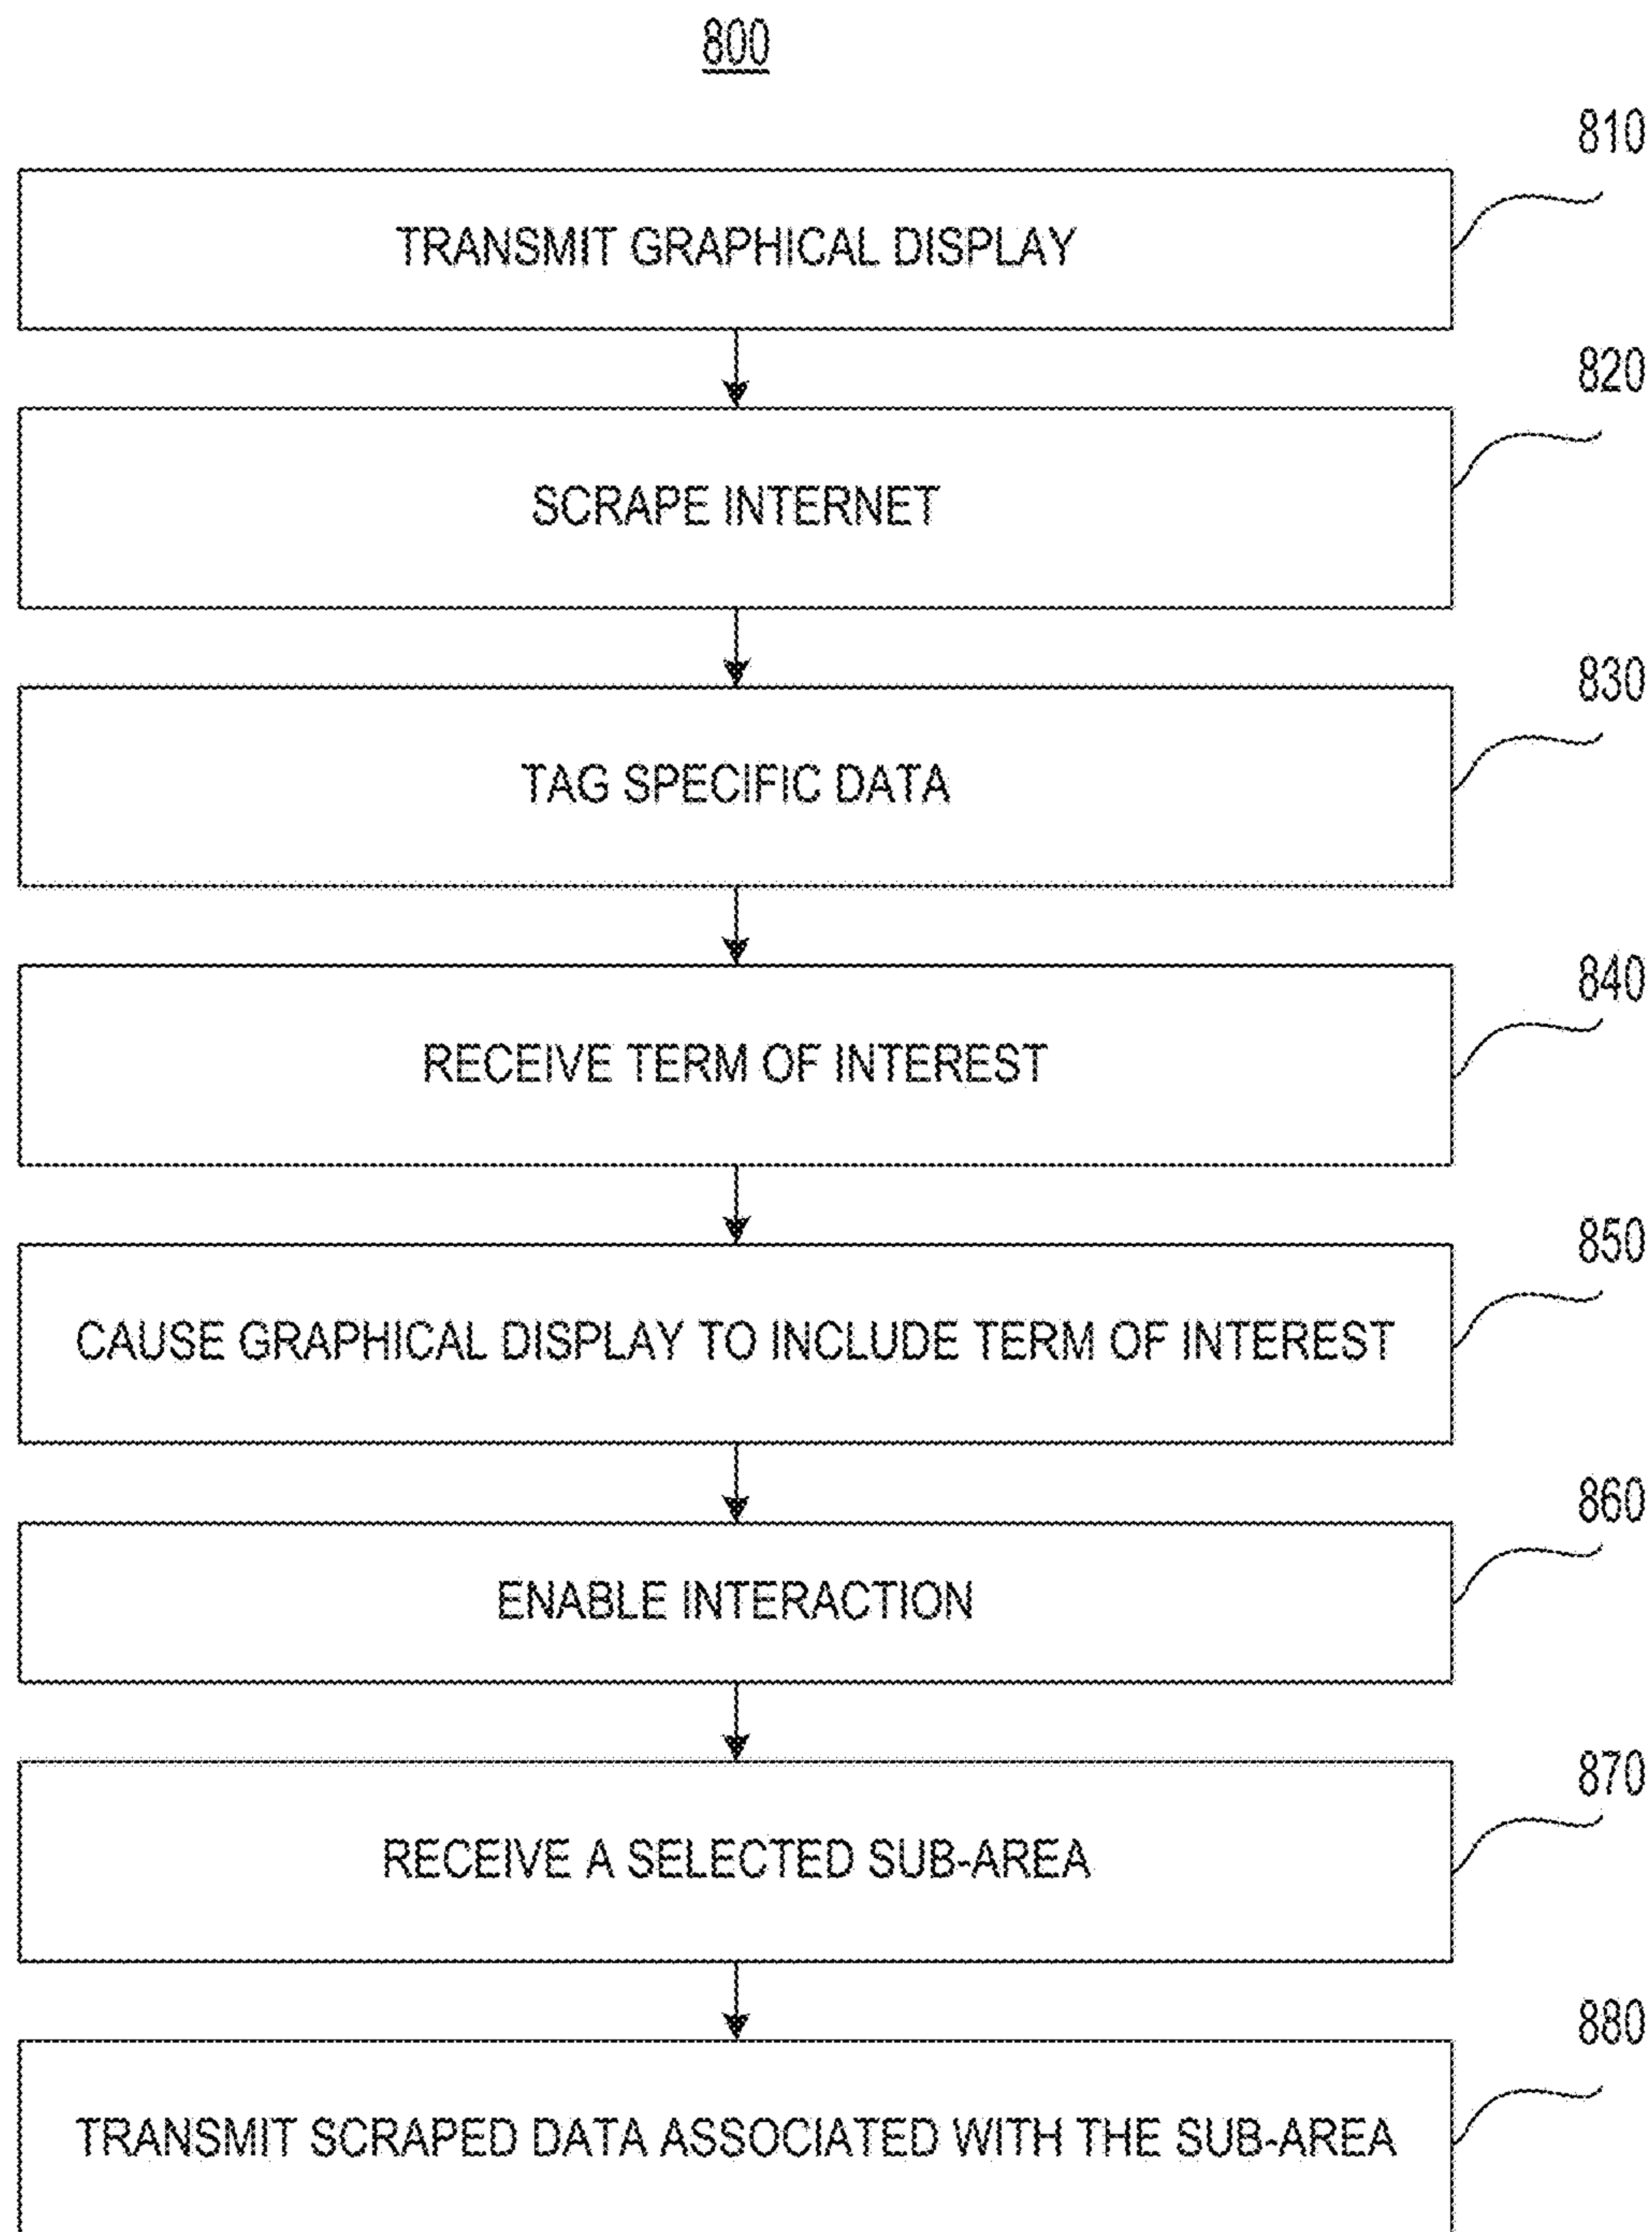 800
810
TRANSMIT GRAPHICAL DISPLAY
820
SCRAPE INTERNET
830
TAG SPECIFIC DATA
840
RECEIVE TERM OF INTEREST
850
CAUSE GRAPHICAL DISPLAY TO INCLUDE TERM OF INTEREST
860
ENABLE INTERACTION
870
RECEIVE A SELECTED SUB-AREA
880
TRANSMIT SCRAPED DATA ASSOCIATED WITH THE SUB-AREA